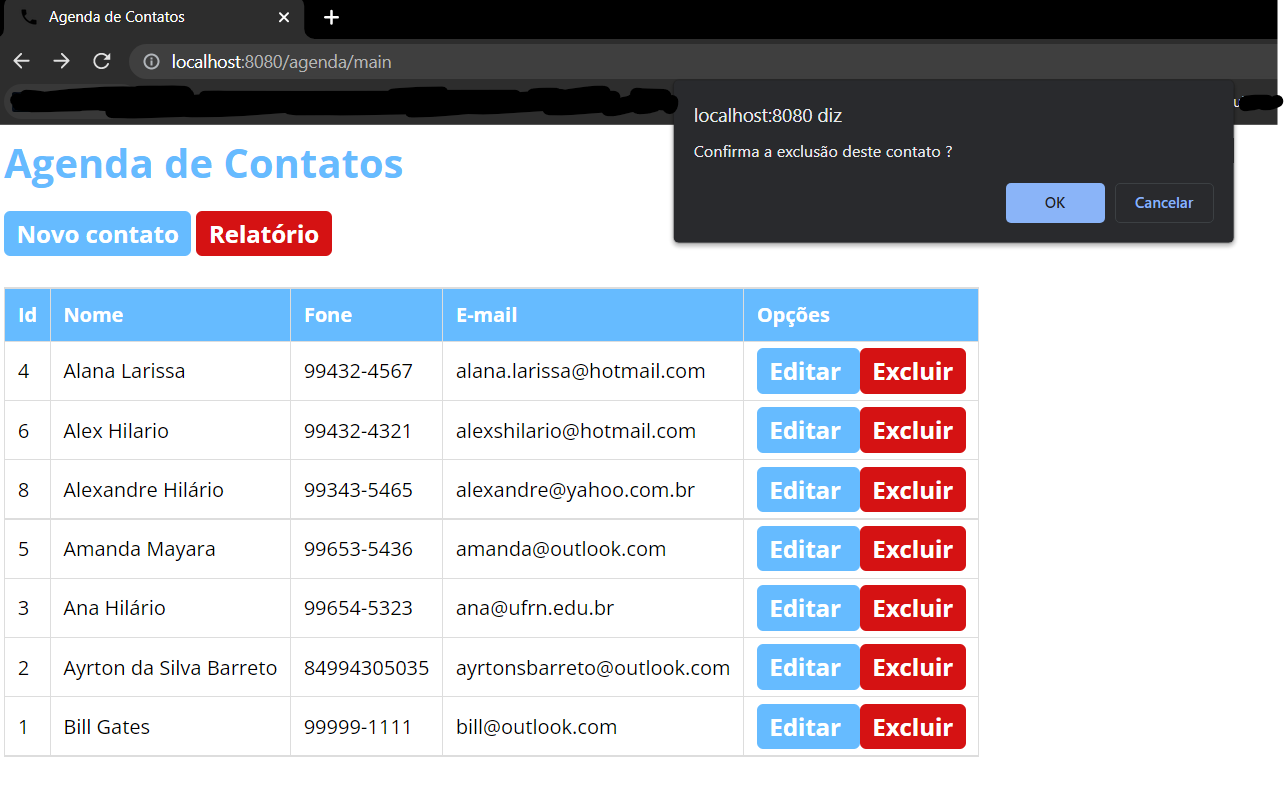 Agenda de Contatos
localhost:8080/agenda/main
localhost:8080 diz
Confirma a exclusão deste contato ?
OK Cancelar
Agenda de Contatos
Novo contato Relatório
Id Nome Fone E-mail Opções
4 Alana Larissa 99432-4567 alana.larissa@hotmail.com Editar Excluir
6 Alex Hilario 99432-4321 alexshilario@hotmail.com Editar Excluir
8 Alexandre Hilário 99343-5465 alexandre@yahoo.com.br Editar Excluir
5 Amanda Mayara 99653-5436 amanda@outlook.com Editar Excluir
3 Ana Hilário 99654-5323 ana@ufrn.edu.br Editar Excluir
2 Ayrton da Silva Barreto 84994305035 ayrtonsbarreto@outlook.com Editar Excluir
1 Bill Gates 99999-1111 bill@outlook.com Editar Excluir